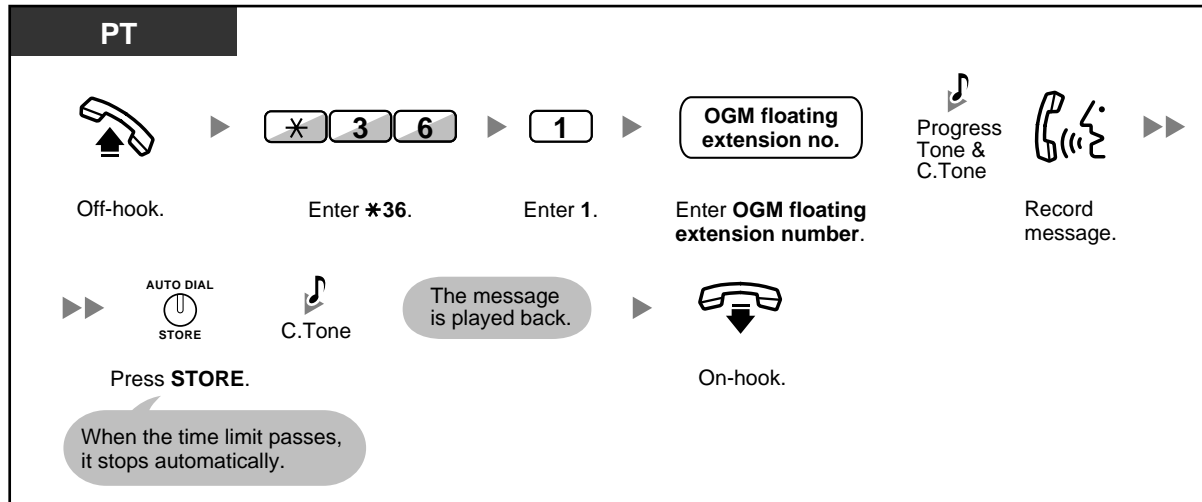 PT
✳ 3 6
1
OGM floating
extension no.
Progress
Tone &
C.Tone
Off-hook.
Enter ✳36.
Enter 1.
Enter OGM floating
extension number.
Record
message.
AUTO DIAL
STORE
C.Tone
The message
is played back.
Press STORE.
On-hook.
When the time limit passes,
it stops automatically.